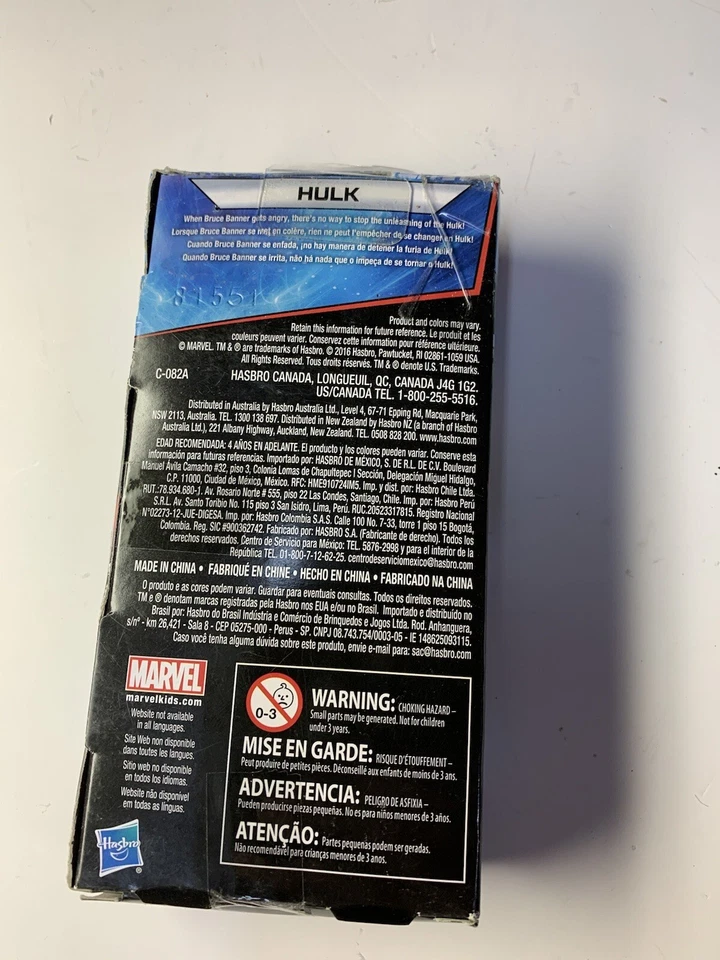 HULK
When Bruce Banner gets angry, there's no way to stop the unleashing of the Hulk!
Lorsque Bruce Banner se met en colère, rien ne peut l'empêcher de se changer en Hulk!
Cuando Bruce Banner se enfada, ¡no hay manera de detener la furia de Hulk!
Quando Bruce Banner se irrita, não há nada que o impeça de se tornar o Hulk!
81551
Product and colors may vary.
Retain this information for future reference. Le produit et les
couleurs peuvent varier. Conservez cette information pour référence ultérieure.
© MARVEL. TM & ® are trademarks of Hasbro. © 2016 Hasbro, Pawtucket, RI 02861-1059 USA.
All Rights Reserved. Tous droits réservés. TM & ® denote U.S. Trademarks.
C-082A
HASBRO CANADA, LONGUEUIL, QC, CANADA J4G 1G2.
US/CANADA TEL. 1-800-255-5516.
Distributed in Australia by Hasbro Australia Ltd., Level 4, 67-71 Epping Rd, Macquarie Park,
NSW 2113, Australia. TEL. 1300 138 697. Distributed in New Zealand by Hasbro NZ (a branch of Hasbro
Australia Ltd.), 221 Albany Highway, Auckland, New Zealand. TEL. 0508 828 200. www.hasbro.com
EDAD RECOMENDADA: 4 AÑOS EN ADELANTE. El producto y los colores pueden variar. Conserve esta
información para futuras referencias. Importado por: HASBRO DE MÉXICO, S. DE R.L. DE C.V. Boulevard
Manuel Ávila Camacho #32, piso 3, Colonia Lomas de Chapultepec I Sección, Delegación Miguel Hidalgo,
C.P. 11000, Ciudad de México, México. RFC: HME910724IM5. Imp. y dist. por: Hasbro Chile Ltda.
RUT.:78.934.680-1. Av. Rosario Norte # 555, piso 22 Las Condes, Santiago, Chile. Imp. por: Hasbro Perú
S.R.L. Av. Santo Toribio No. 115 piso 3 San Isidro, Lima, Perú. RUC.20523317815. Registro Nacional
N°02273-12-JUE-DIGESA. Imp. por: Hasbro Colombia S.A.S. Calle 100 No. 7-33, torre 1 piso 15 Bogotá,
Colombia. Reg. SIC #900362742. Fabricado por: HASBRO S.A. (Fabricante de derecho). Todos los
derechos reservados. Centro de Servicio para México: TEL. 5876-2998 y para el interior de la
República TEL. 01-800-7-12-62-25. centrodeserviciomexico@hasbro.com
MADE IN CHINA • FABRIQUÉ EN CHINE • HECHO EN CHINA • FABRICADO NA CHINA
O produto e as cores podem variar. Guardar para eventuais consultas. Todos os direitos reservados.
TM e ® denotam marcas registradas pela Hasbro nos EUA e/ou no Brasil. Importado e distribuído no
Brasil por: Hasbro do Brasil Indústria e Comércio de Brinquedos e Jogos Ltda. Rod. Anhanguera,
s/nº - km 26,421 - Sala 8 - CEP 05275-000 - Perus - SP. CNPJ 08.743.754/0003-05 - IE 148625093115.
Caso você tenha alguma dúvida sobre este produto, envie e-mail para: sac@hasbro.com
MARVEL
marvelkids.com
Website not available
in all languages.
Site Web non disponible
dans toutes les langues.
Sitio web no disponible
en todos los idiomas.
Website não disponível
em todas as línguas.
Hasbro
®
0-3
WARNING: CHOKING HAZARD –
Small parts may be generated. Not for children
under 3 years.
MISE EN GARDE: RISQUE D'ÉTOUFFEMENT –
Peut produire de petites pièces. Déconseillé aux enfants de moins de 3 ans.
ADVERTENCIA: PELIGRO DE ASFIXIA –
Pueden producirse piezas pequeñas. No es para niños menores de 3 años.
ATENÇÃO: Partes pequenas podem ser geradas.
Não recomendável para crianças menores de 3 anos.